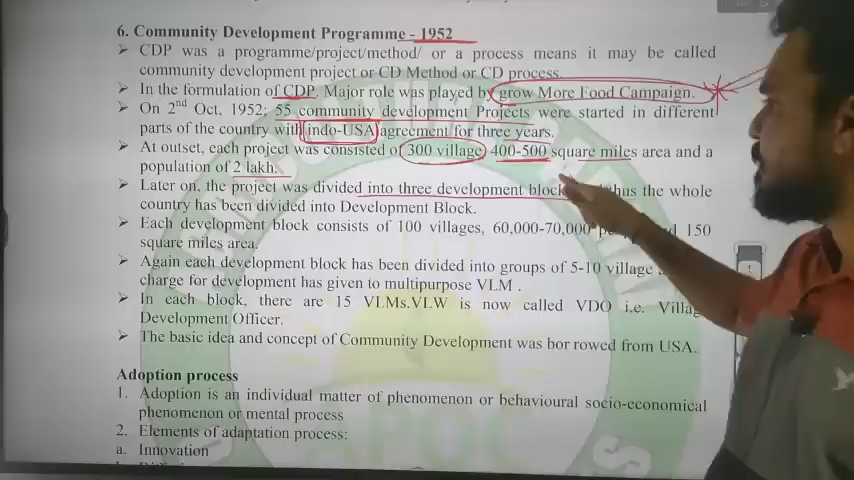 6. Community Development Programme - 1952
➢ CDP was a programme/project/method/ or a process means it may be called
community development project or CD Method or CD process.
➢ In the formulation of CDP, Major role was played by grow More Food Campaign.
➢ On 2nd Oct, 1952; 55 community development Projects were started in different
parts of the country with indo-USA agreement for three years.
➢ At outset, each project was consisted of 300 village 400-500 square miles area and a
population of 2 lakh.
➢ Later on, the project was divided into three development block thus the whole
country has been divided into Development Block.
➢ Each development block consists of 100 villages, 60,000-70,000 150
square miles area.
➢ Again each development block has been divided into groups of 5-10 village
charge for development has given to multipurpose VLM .
➢ In each block, there are 15 VLMs.VLW is now called VDO i.e.
Development Officer.
➢ The basic idea and concept of Community Development was bor rowed from USA.
Adoption process
1. Adoption is an individual matter of phenomenon or behavioural socio-economical
phenomenon or mental process
2. Elements of adaptation process:
a. Innovation